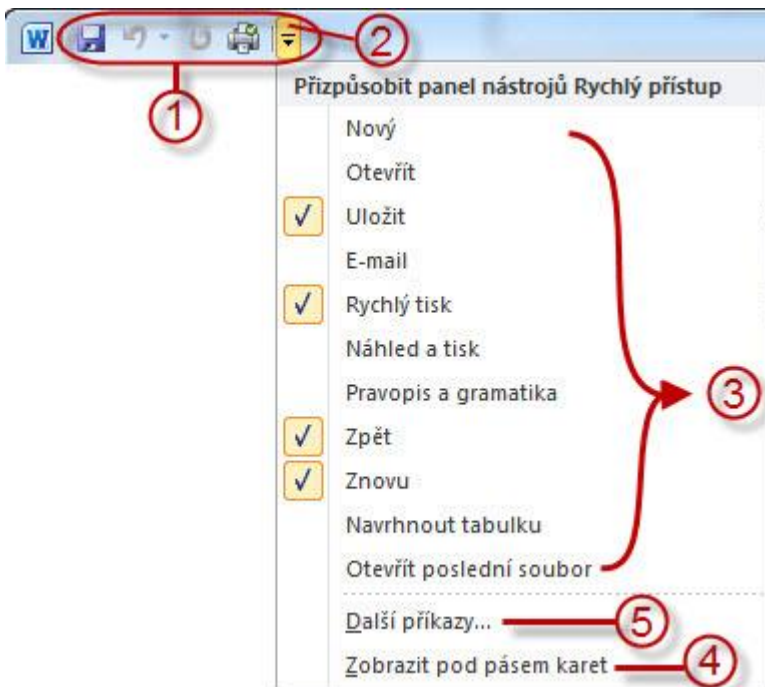 W
2
1
Přizpůsobit panel nástrojů Rychlý přístup
Nový
Otevřít
Uložit
E-mail
Rychlý tisk
Náhled a tisk
3
Pravopis a gramatika
Zpět
Znovu
Navrhnout tabulku
Otevřít poslední soubor
Další příkazy... 5
Zobrazit pod pásem karet 4